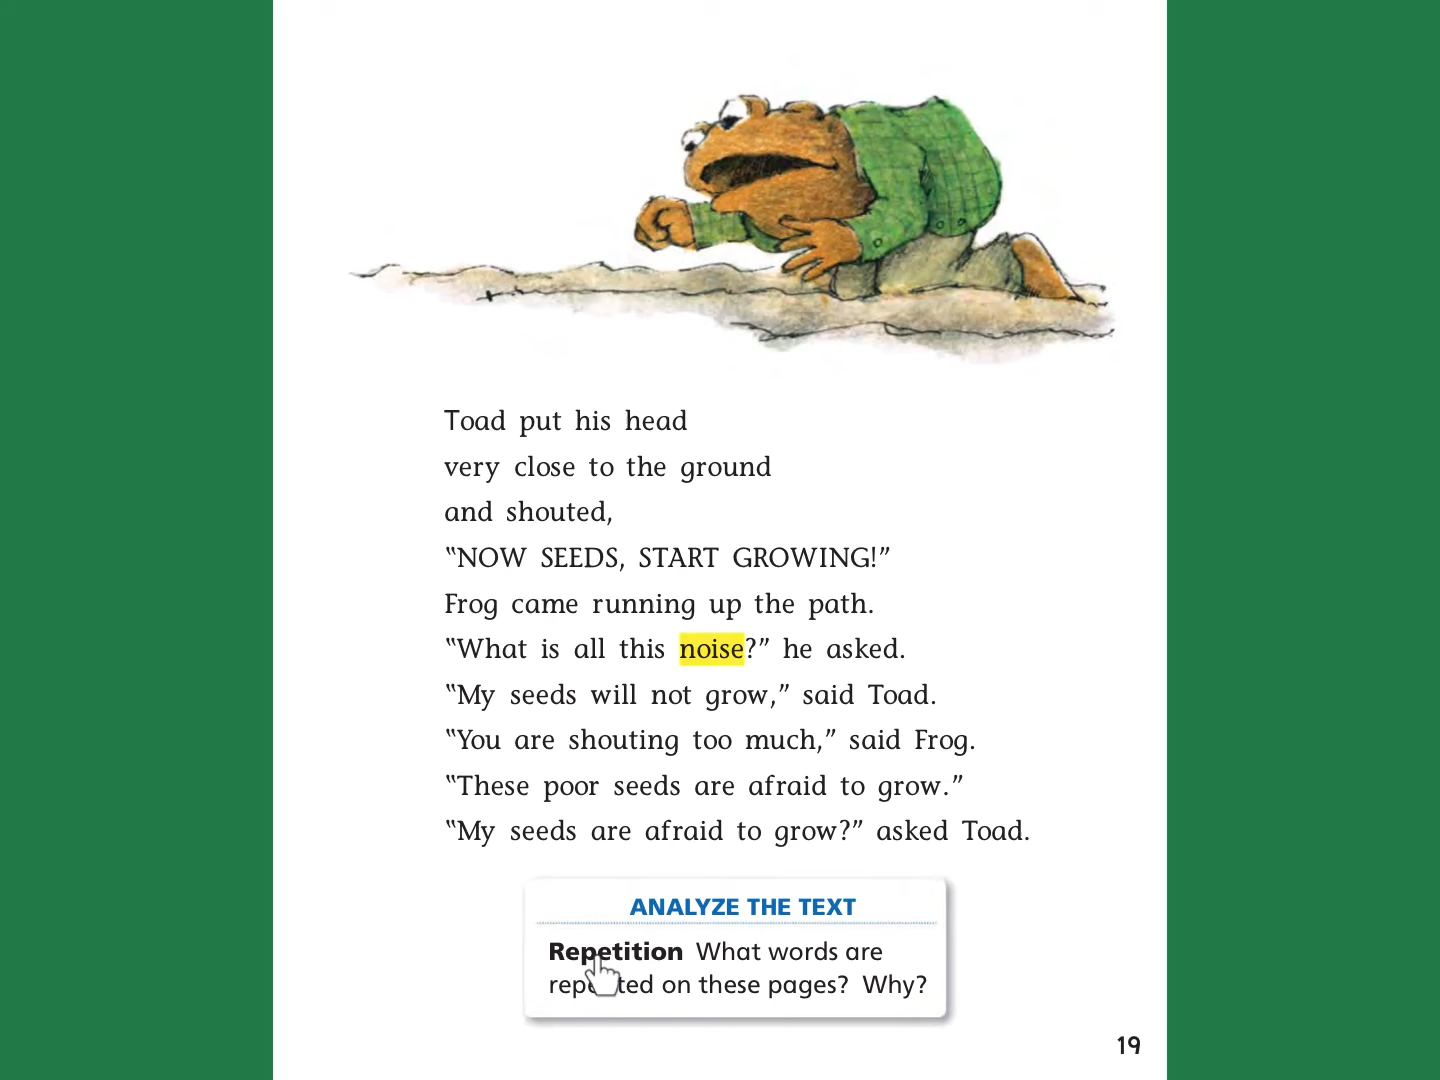 Toad put his head
very close to the ground
and shouted,
“NOW SEEDS, START GROWING!”
Frog came running up the path.
“What is all this noise?” he asked.
“My seeds will not grow,” said Toad.
“You are shouting too much,” said Frog.
“These poor seeds are afraid to grow.”
“My seeds are afraid to grow?” asked Toad.
ANALYZE THE TEXT
Repetition What words are
repeated on these pages? Why?
19